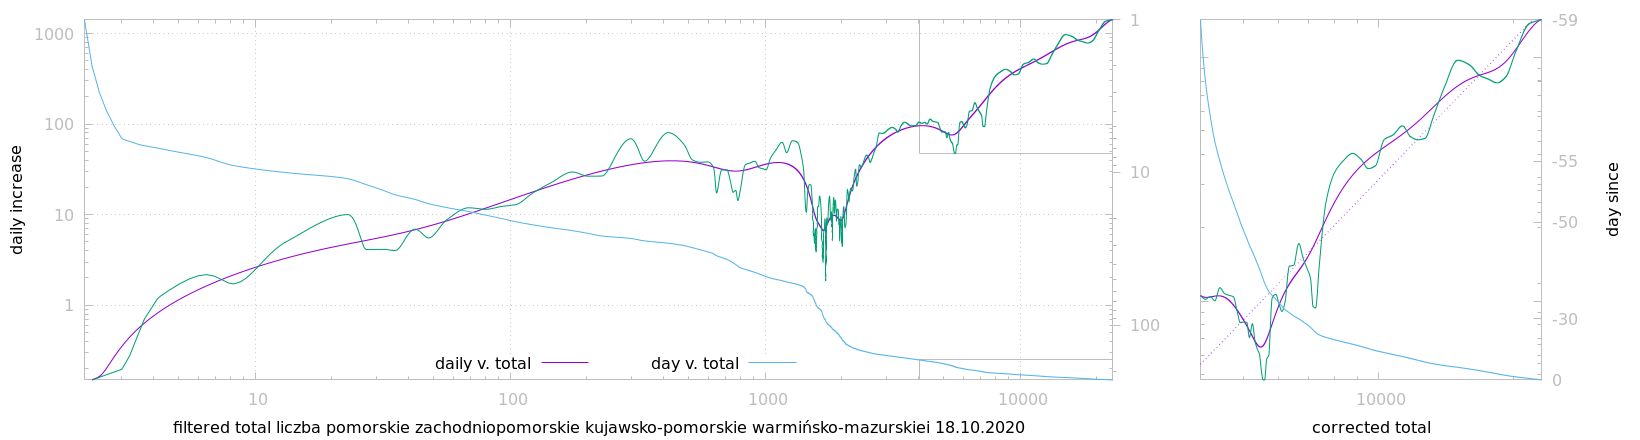 1000
100
10
1
daily increase
1
10
100
daily v. total
day v. total
10
100
1000
10000
filtered total liczba pomorskie zachodniopomorskie kujawsko-pomorskie warmińsko-mazurskiei 18.10.2020
-59
-55
-50
-30
0
day since
10000
corrected total